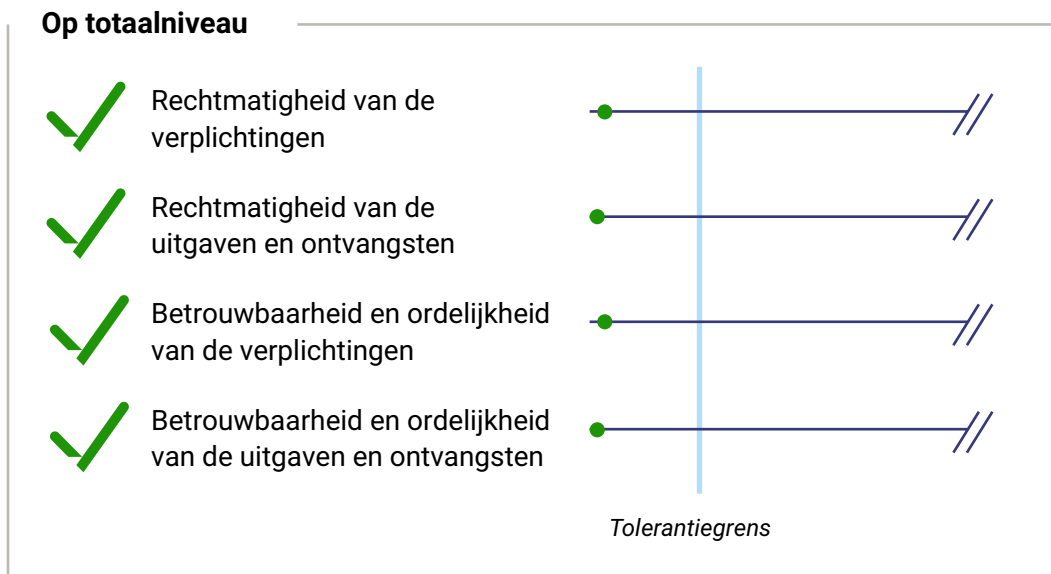 Op totaalniveau
Rechtmatigheid van de
verplichtingen
Rechtmatigheid van de
uitgaven en ontvangsten
Betrouwbaarheid en ordelijkheid
van de verplichtingen
Betrouwbaarheid en ordelijkheid
van de uitgaven en ontvangsten
Tolerantiegrens